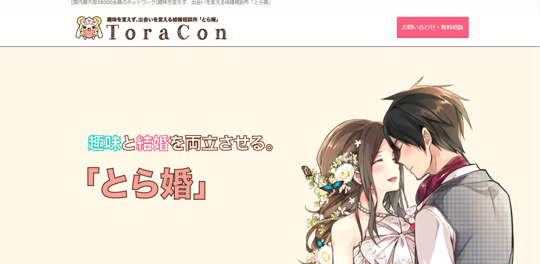 [国内最大級58000会員のネットワーク]趣味を変えず、出会いを変える結婚相談所「とら婚」
趣味を変えず、出会いを変える結婚相談所「とら婚」
ToraCon
お問い合わせ・無料相談
趣味と結婚を両立させる。
「とら婚」